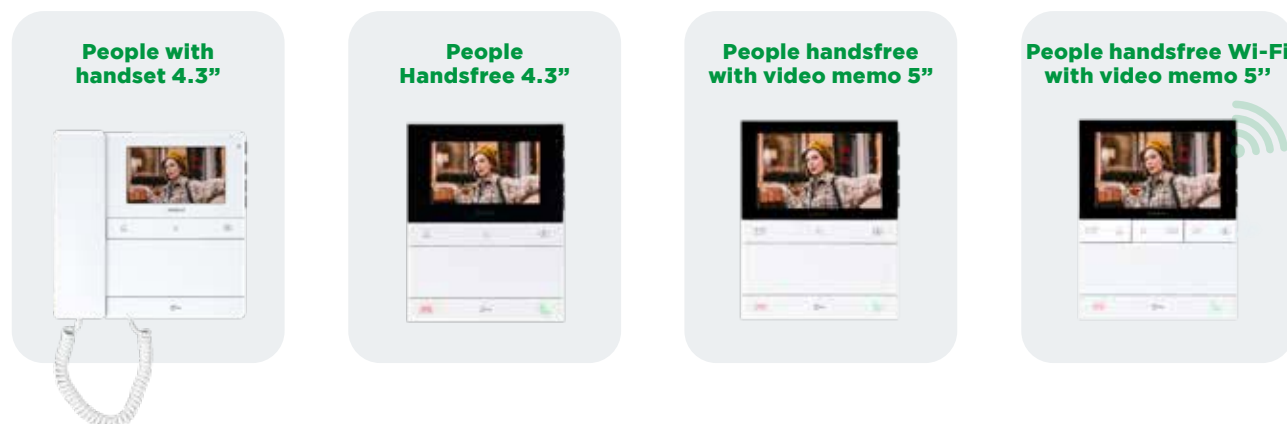 People with
handset 4.3”
People
Handsfree 4.3”
People handsfree
with video memo 5”
People handsfree Wi-Fi
with video memo 5’’